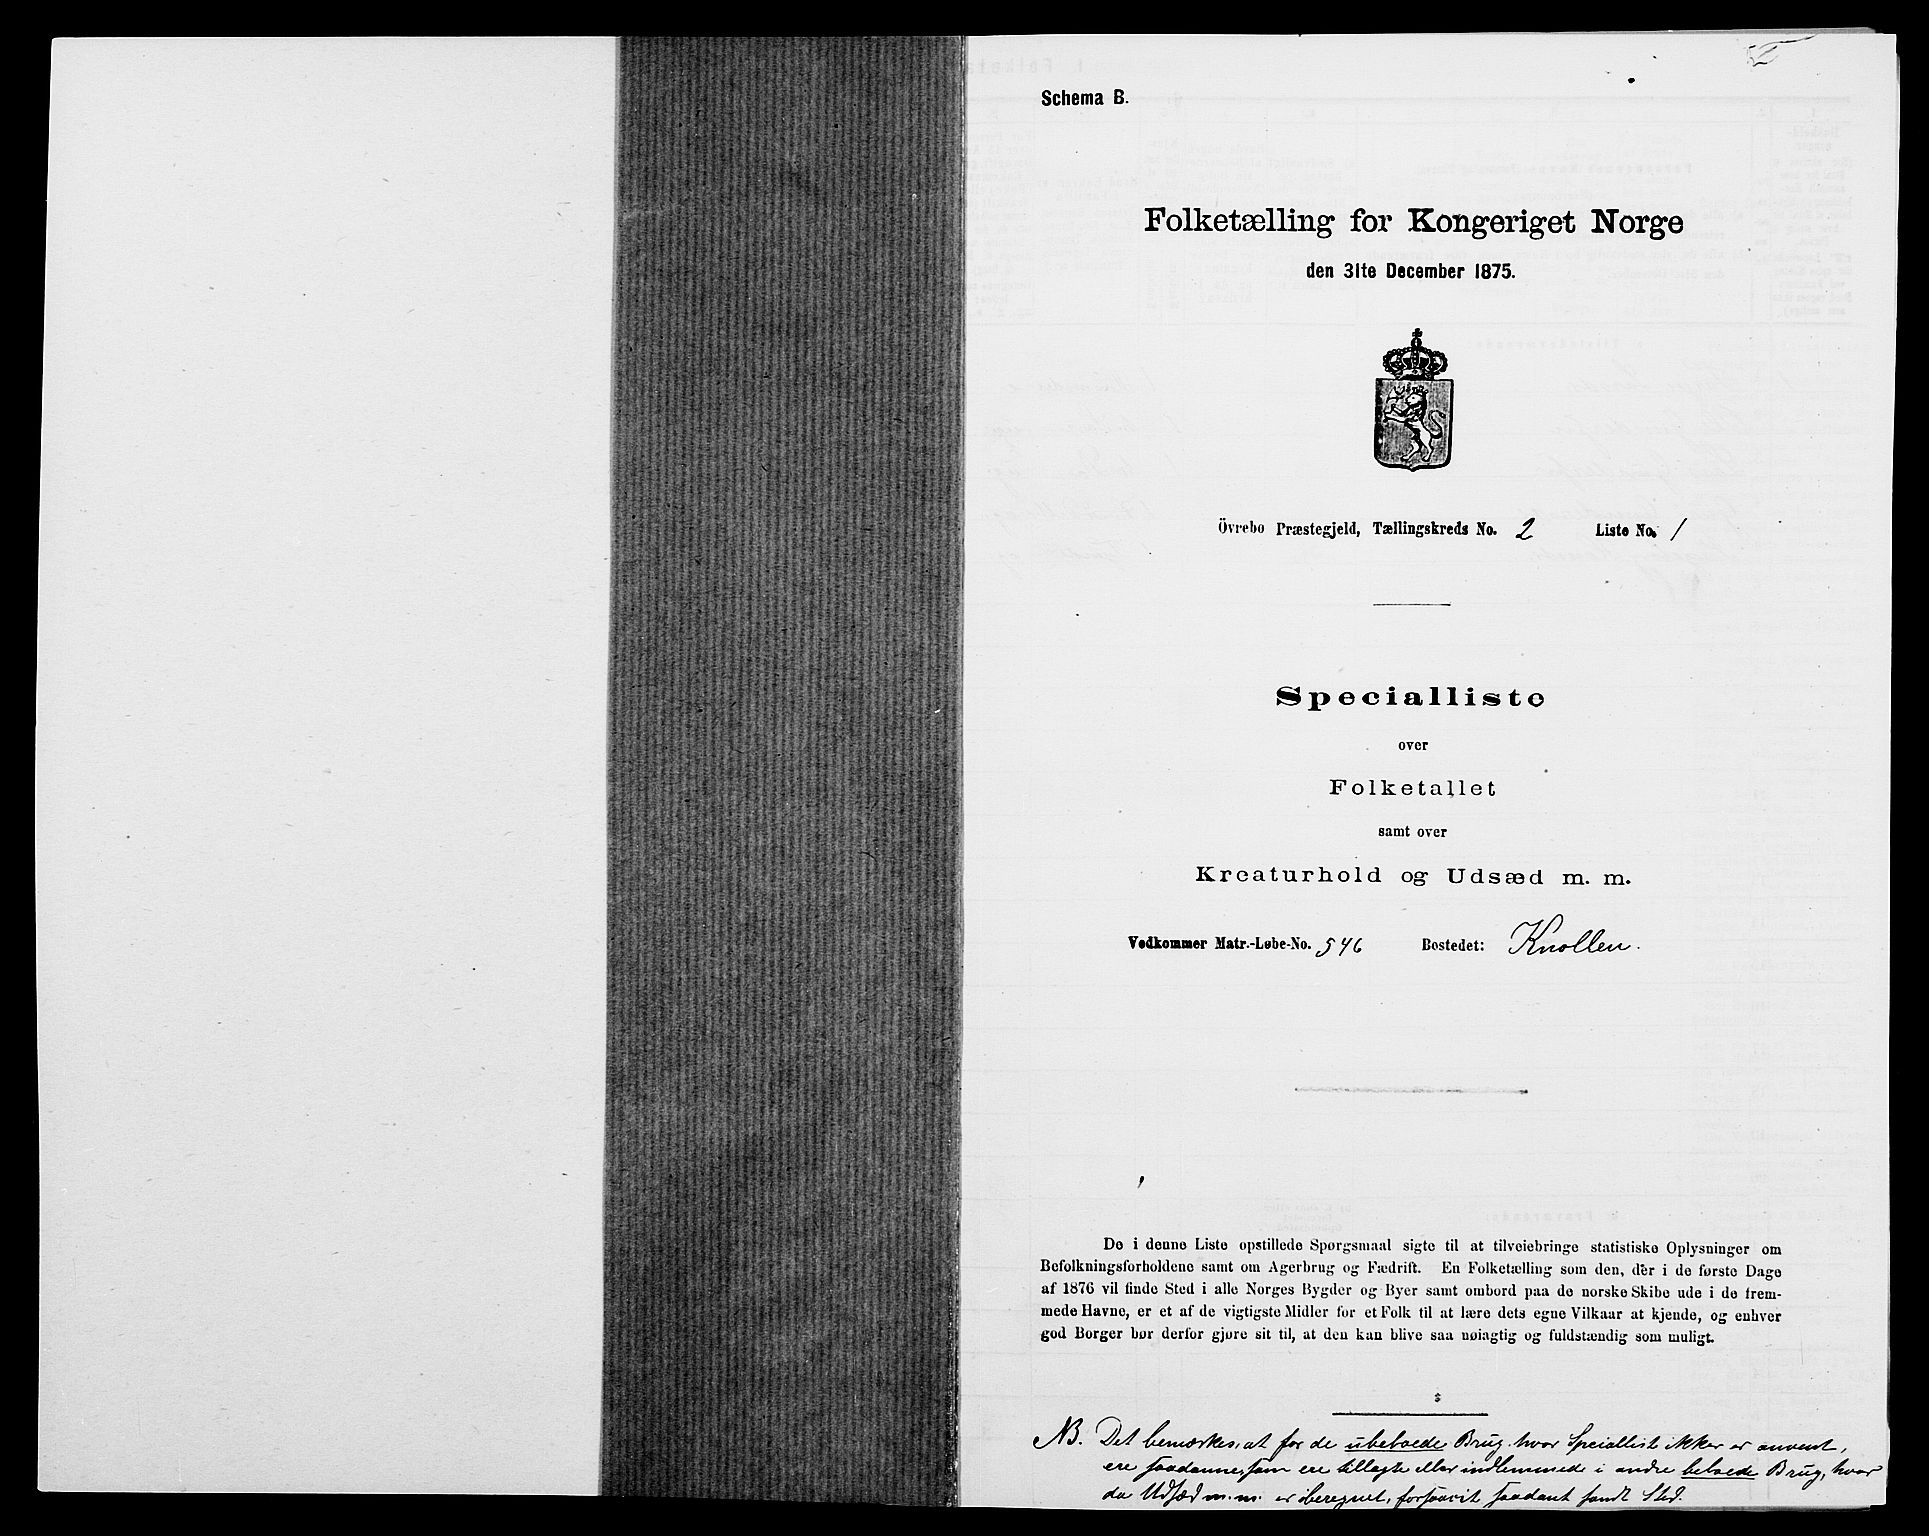 Schema B.
Folketælling for Kongeriget Norge
den 31te December 1875.
Övrebo Præstegjeld, Tællingskreds No. 2 Liste No. 1
Specialliste
over
Folketallet
samt over
Kreaturhold og Udsæd m. m.
Vedkommer Matr.-Løbe-No. 546 Bostedet: Knollen.
De i denne Liste opstillede Spørgsmaal sigte til at tilveiebringe statistiske Oplysninger om
Befolkningsforholdene samt om Agerbrug og Fædrift. En Folketælling som den, der i de første Dage
af 1876 vil finde Sted i alle Norges Bygder og Byer samt ombord paa de norske Skibe ude i de frem-
mede Havne, er et af de vigtigste Midler for et Folk til at lære dets egne Vilkaar at kjende, og enhver
god Borger bør derfor gjøre sit til, at den kan blive saa nøiagtig og fuldstændig som muligt.
NB. Det bemærkes, at for de ubeboede Brug, hvor Speciallist ikke er anvent,
ere saadanne, som ere tillagte eller indlemmede i andre beboede Brug, hvor
da Udsæd m.m. er iberegnet, forsaavit saadant fandt Sted.